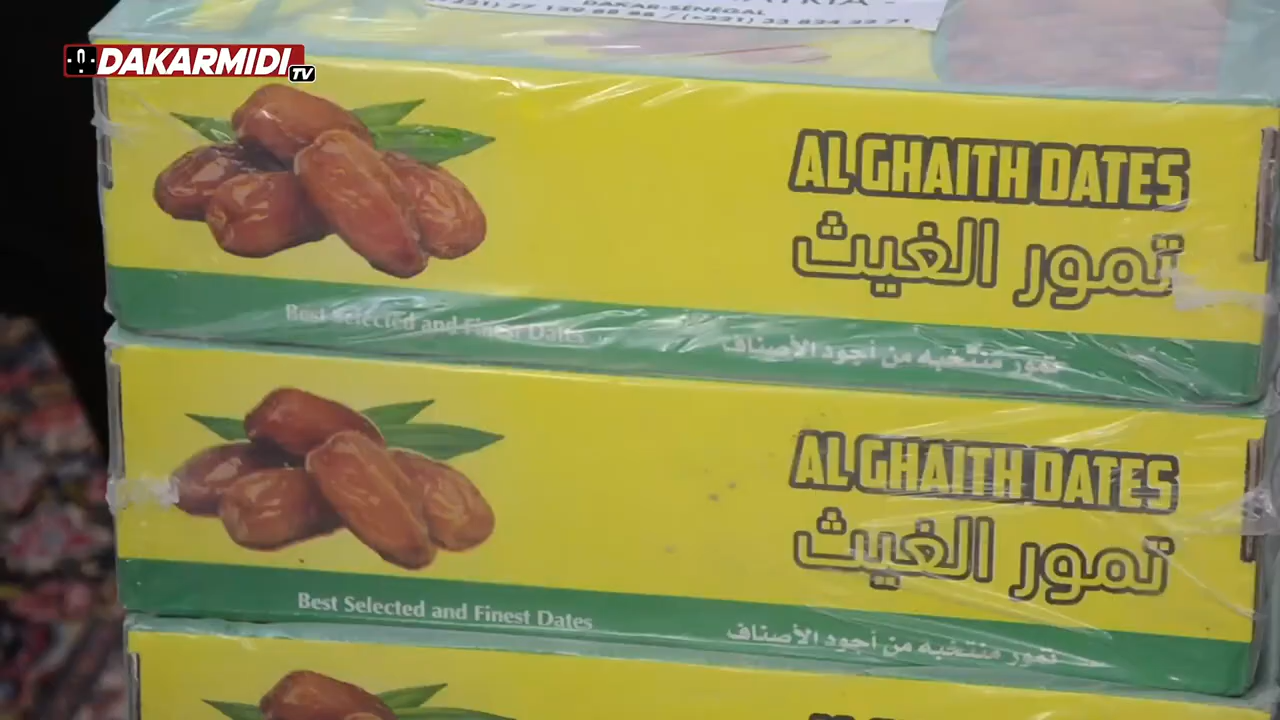 DAKAR-SÉNÉGAL
DAKARMIDI
TV
AL GHAITH DATES
تمور الغيث
Best Selected and Finest Dates
تمور منتخبه من أجود الأصناف
AL GHAITH DATES
تمور الغيث
Best Selected and Finest Dates
تمور منتخبه من أجود الأصناف